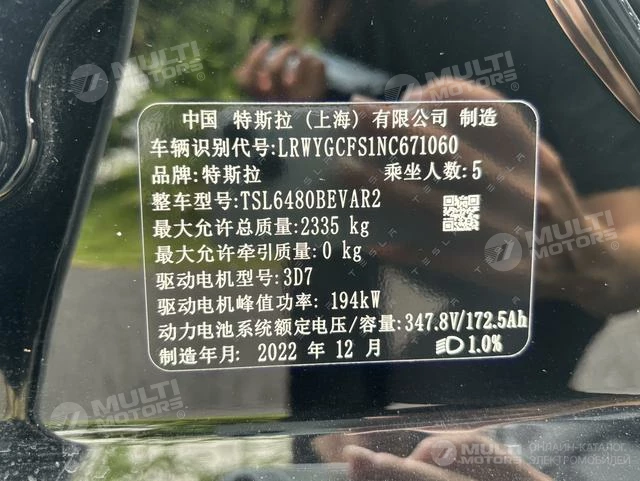 MULTI
MOTORS®
MULTI
MOTORS®
中国 特斯拉（上海）有限公司 制造
车辆识别代号:LRWYGCFS1NC671060
品牌:特斯拉 乘坐人数:5
整车型号:TSL6480BEVAR2
最大允许总质量:2335 kg
最大允许牵引质量:0 kg
驱动电机型号:3D7
驱动电机峰值功率: 194kW
动力电池系统额定电压/容量:347.8V/172.5Ah
制造年月: 2022 年 12 月 1.0%
TESLA
MULTI
MOTORS®
MULTI
MOTORS®
MULTI
MOTORS
ОНЛАЙН-КАТАЛОГ
ЭЛЕКТРОМОБИЛЕЙ